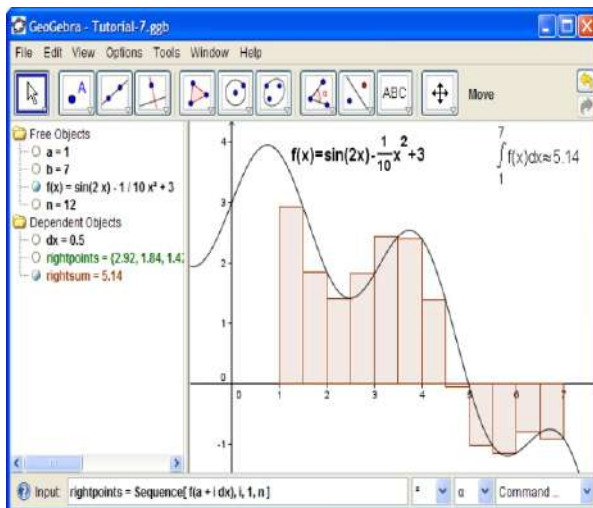 GeoGebra - Tutorial-7.ggb
File Edit View Options Tools Window Help
ABC
Move
Free Objects
a = 1
b = 7
f(x) = sin(2 x) - 1 / 10 x² + 3
n = 12
Dependent Objects
dx = 0.5
rightpoints = {2.92, 1.84, 1.42
rightsum = 5.14
f(x)=sin(2x)-1/10x²+3
7
∫f(x)dx≈5.14
1
4
3
2
1
0
-1
0 1 2 3 4 5 6 7
Input: rightpoints = Sequence[ f(a + i dx), i, 1, n ] ² α Command ...